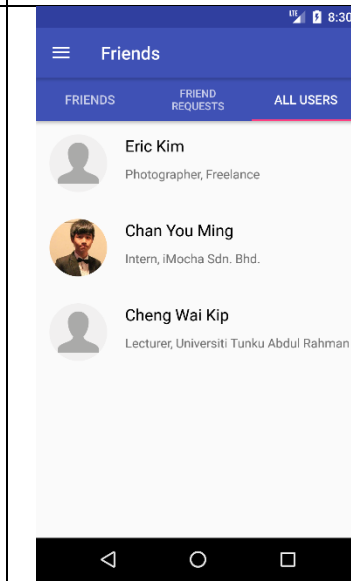 LTE 8:30
Friends
FRIENDS
FRIEND
REQUESTS
ALL USERS
Eric Kim
Photographer, Freelance
Chan You Ming
Intern, iMocha Sdn. Bhd.
Cheng Wai Kip
Lecturer, Universiti Tunku Abdul Rahman